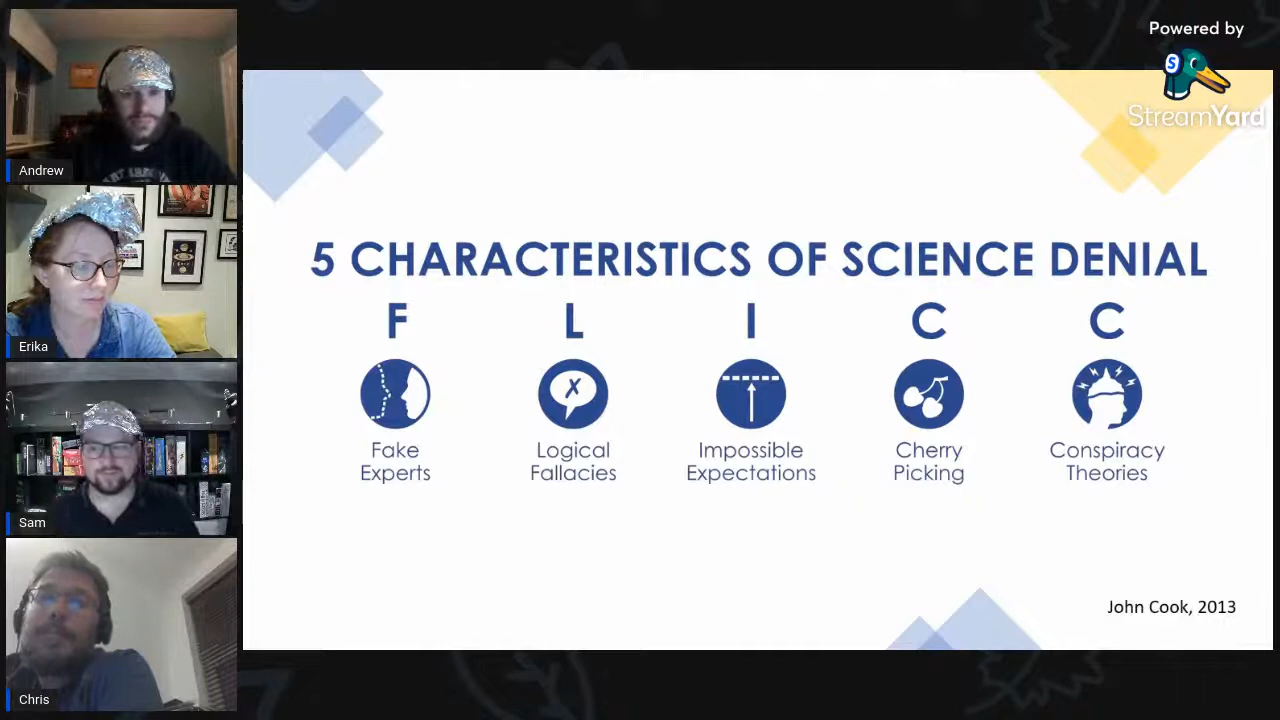 Powered by
StreamYard
Andrew
Erika
Sam
Chris
5 CHARACTERISTICS OF SCIENCE DENIAL
F L I C C
Fake Logical Impossible Cherry Conspiracy
Experts Fallacies Expectations Picking Theories
John Cook, 2013